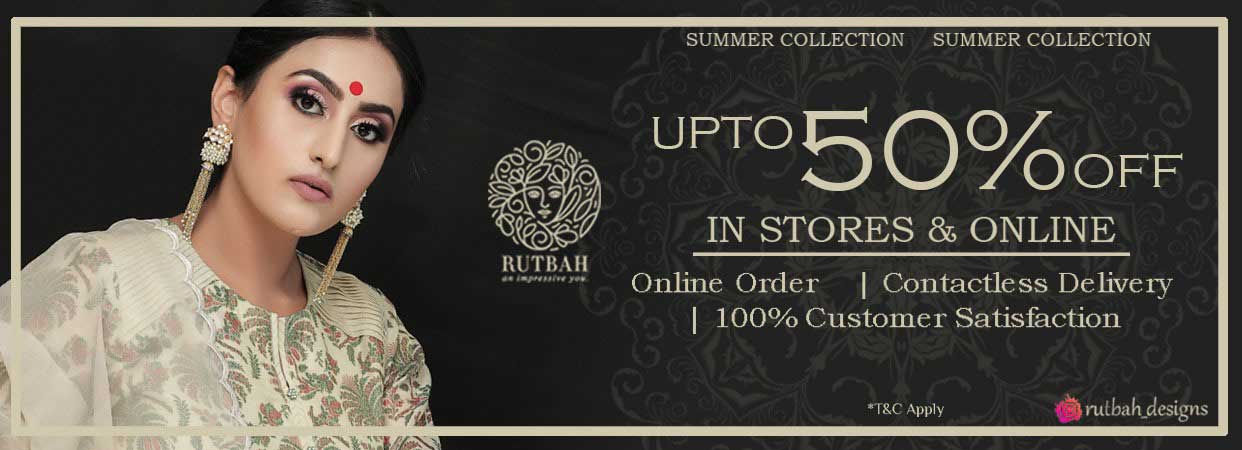 SUMMER COLLECTION SUMMER COLLECTION
UPTO 50% OFF
IN STORES & ONLINE
Online Order | Contactless Delivery
| 100% Customer Satisfaction
RUTBAH
an impressive you.
*T&C Apply
rutbah_designs